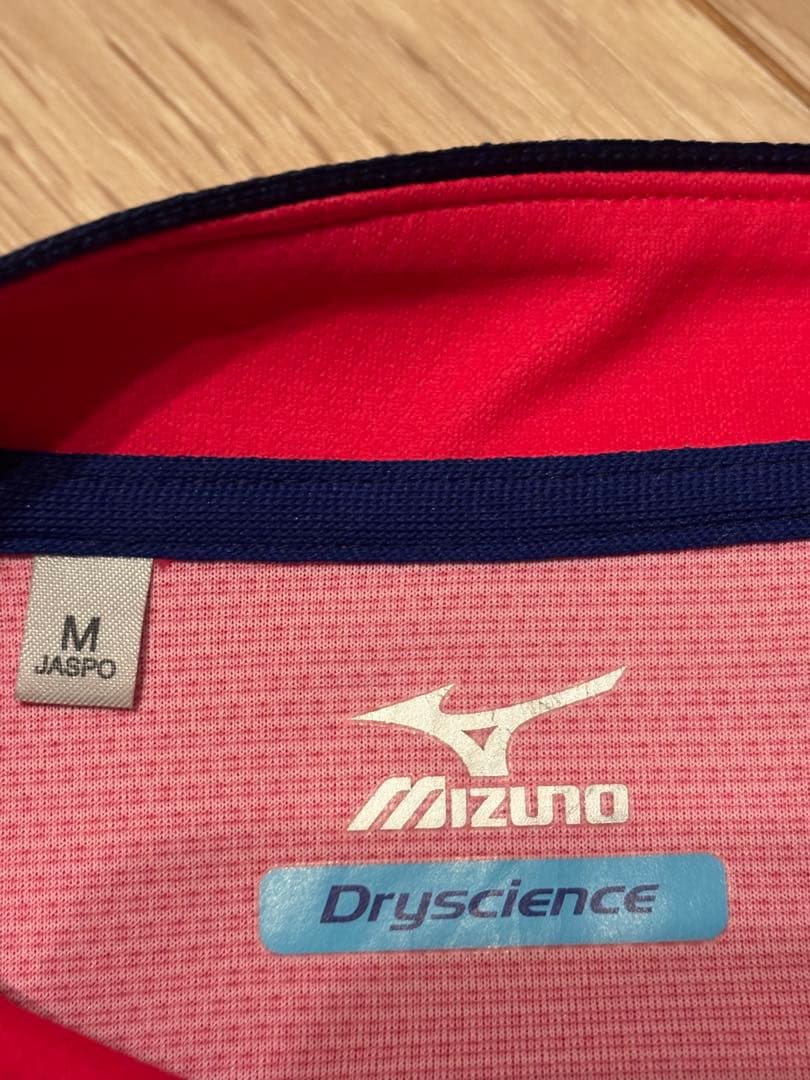 M
JASPO
MIZUNO
Dryscience